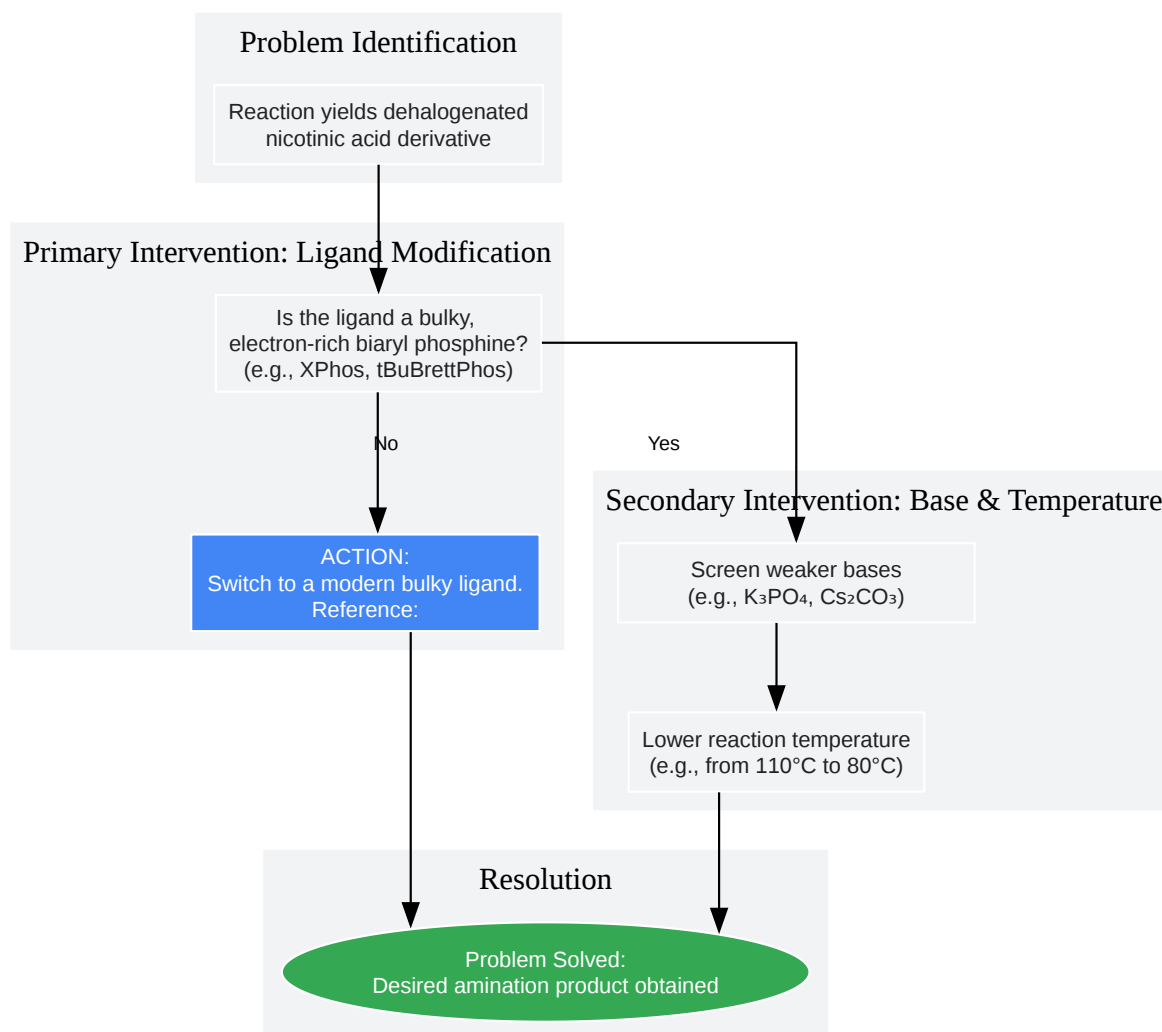 Problem Identification
Reaction yields dehalogenated
nicotinic acid derivative
Primary Intervention: Ligand Modification
Is the ligand a bulky,
electron-rich biaryl phosphine?
(e.g., XPhos, tBuBrettPhos)
No
Yes
ACTION:
Switch to a modern bulky ligand.
Reference:
Secondary Intervention: Base & Temperature
Screen weaker bases
(e.g., K₃PO₄, Cs₂CO₃)
Lower reaction temperature
(e.g., from 110°C to 80°C)
Resolution
Problem Solved:
Desired amination product obtained